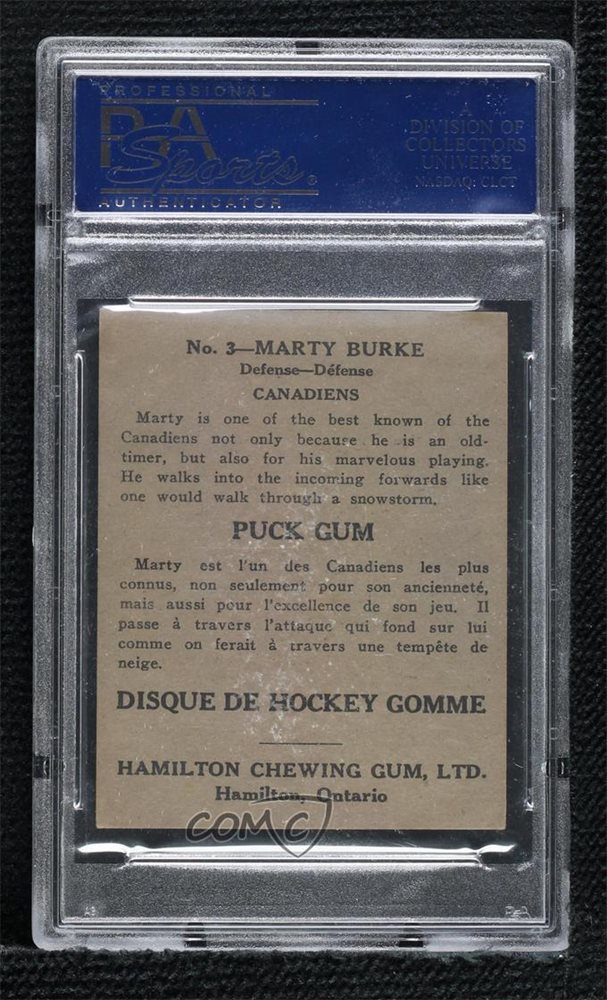 PROFESSIONAL
PSA
Sports®
AUTHENTICATOR
A
DIVISION OF
COLLECTORS
UNIVERSE
NASDAQ: CLCT
No. 3—MARTY BURKE
Defense—Défense
CANADIENS
Marty is one of the best known of the
Canadiens not only because he is an old-
timer, but also for his marvelous playing.
He walks into the incoming forwards like
one would walk through a snowstorm.
PUCK GUM
Marty est l'un des Canadiens les plus
connus, non seulement pour son ancienneté,
mais aussi pour l'excellence de son jeu. Il
passe à travers l'attaque qui fond sur lui
comme on ferait à travers une tempête de
neige.
DISQUE DE HOCKEY GOMME
HAMILTON CHEWING GUM, LTD.
Hamilton, Ontario
COMC
PSA